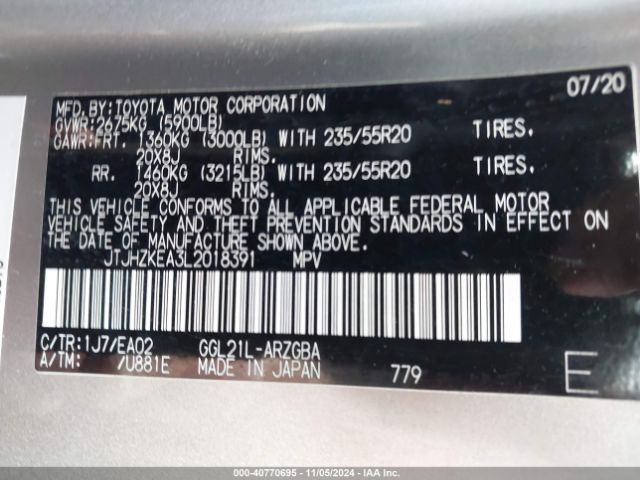 MFD. BY: TOYOTA MOTOR CORPORATION 07/20
GVWR: 2675KG (5900LB)
GAWR: FRT. 1360KG (3000LB) WITH 235/55R20 TIRES.
20X8J RIMS.
RR. 1460KG (3215LB) WITH 235/55R20 TIRES.
20X8J RIMS.
THIS VEHICLE CONFORMS TO ALL APPLICABLE FEDERAL MOTOR
VEHICLE SAFETY AND THEFT PREVENTION STANDARDS IN EFFECT ON
THE DATE OF MANUFACTURE SHOWN ABOVE.
JTJHZKEA3L2018391 MPV
C/TR: 1J7/EA02 GGL21L-ARZGBA
A/TM: /U881E MADE IN JAPAN 779 E
000-40770695 - 11/05/2024 - IAA Inc.